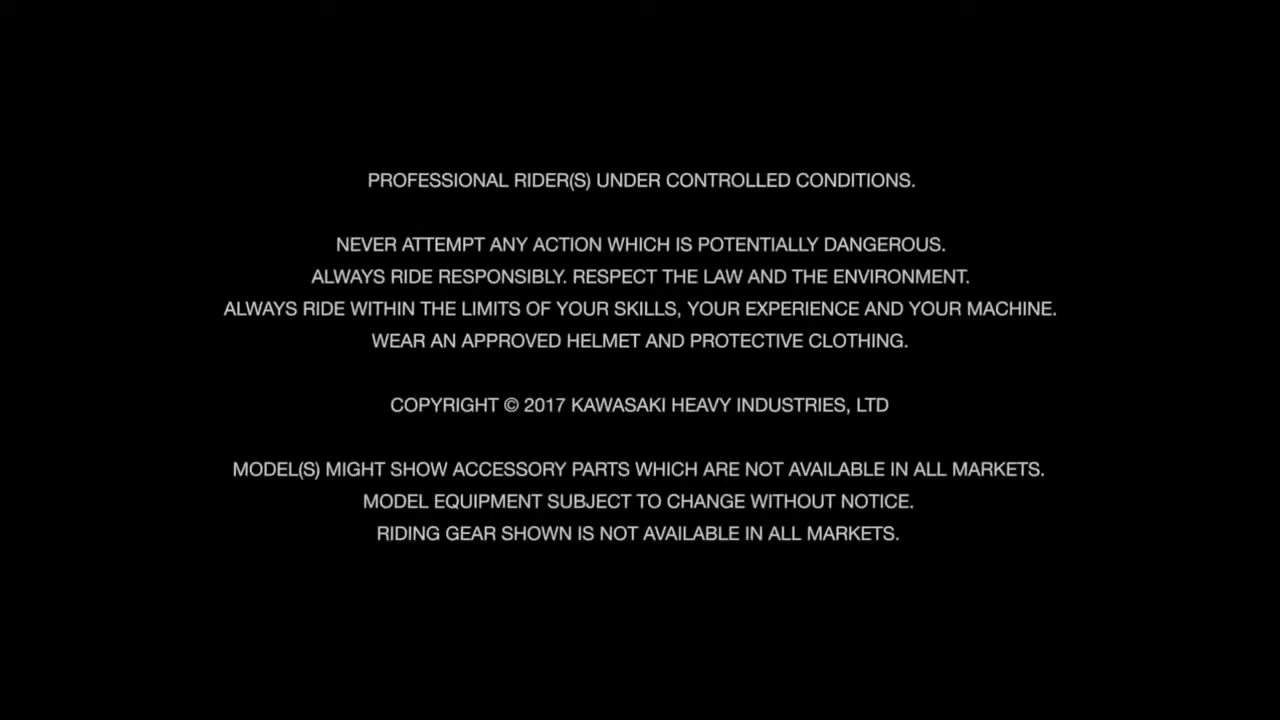 PROFESSIONAL RIDER(S) UNDER CONTROLLED CONDITIONS.
NEVER ATTEMPT ANY ACTION WHICH IS POTENTIALLY DANGEROUS.
ALWAYS RIDE RESPONSIBLY. RESPECT THE LAW AND THE ENVIRONMENT.
ALWAYS RIDE WITHIN THE LIMITS OF YOUR SKILLS, YOUR EXPERIENCE AND YOUR MACHINE.
WEAR AN APPROVED HELMET AND PROTECTIVE CLOTHING.
COPYRIGHT © 2017 KAWASAKI HEAVY INDUSTRIES, LTD
MODEL(S) MIGHT SHOW ACCESSORY PARTS WHICH ARE NOT AVAILABLE IN ALL MARKETS.
MODEL EQUIPMENT SUBJECT TO CHANGE WITHOUT NOTICE.
RIDING GEAR SHOWN IS NOT AVAILABLE IN ALL MARKETS.